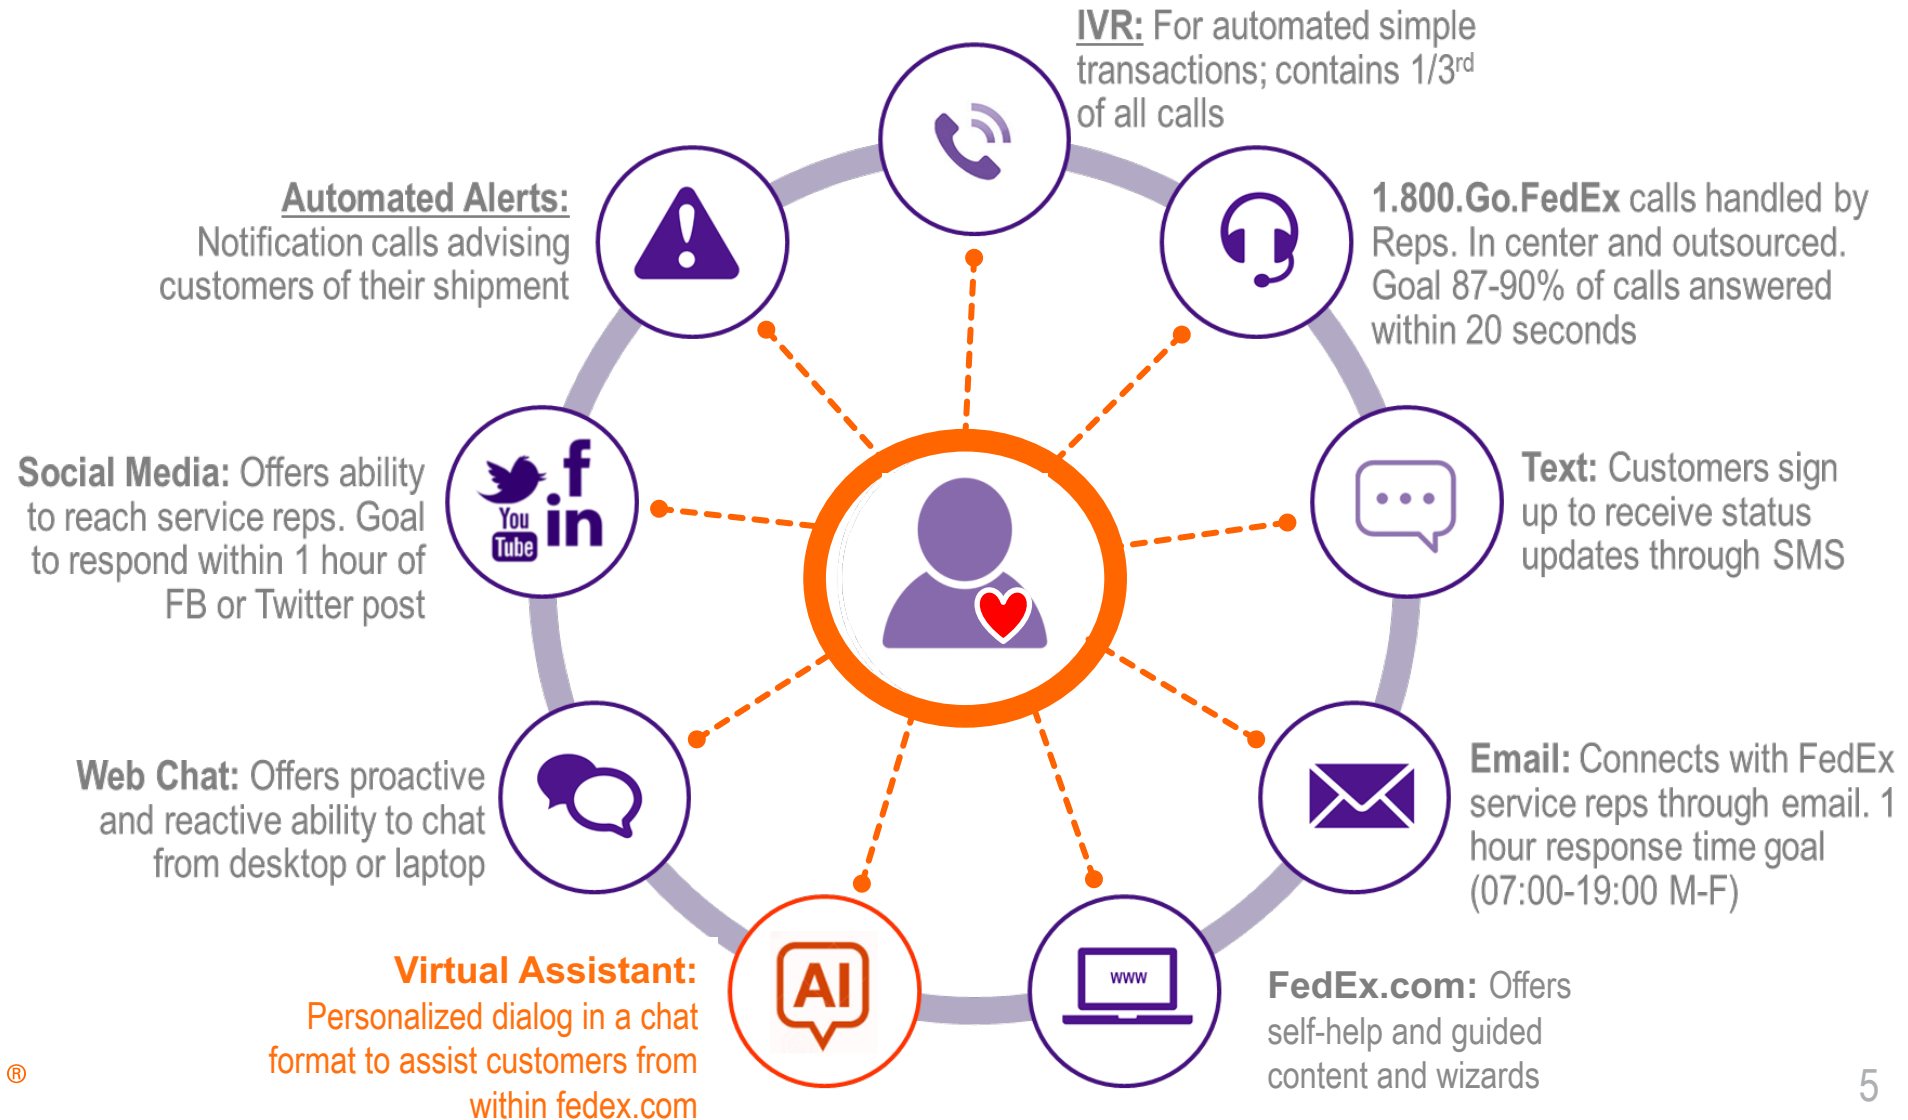 IVR: For automated simple
transactions; contains 1/3rd
of all calls
Automated Alerts:
Notification calls advising
customers of their shipment
1.800.Go.FedEx calls handled by
Reps. In center and outsourced.
Goal 87-90% of calls answered
within 20 seconds
Social Media: Offers ability
to reach service reps. Goal
to respond within 1 hour of
FB or Twitter post
f
You
Tube
in
Text: Customers sign
up to receive status
updates through SMS
Web Chat: Offers proactive
and reactive ability to chat
from desktop or laptop
Email: Connects with FedEx
service reps through email. 1
hour response time goal
(07:00-19:00 M-F)
Virtual Assistant:
Personalized dialog in a chat
format to assist customers from
within fedex.com
AI
www
FedEx.com: Offers
self-help and guided
content and wizards
®
5